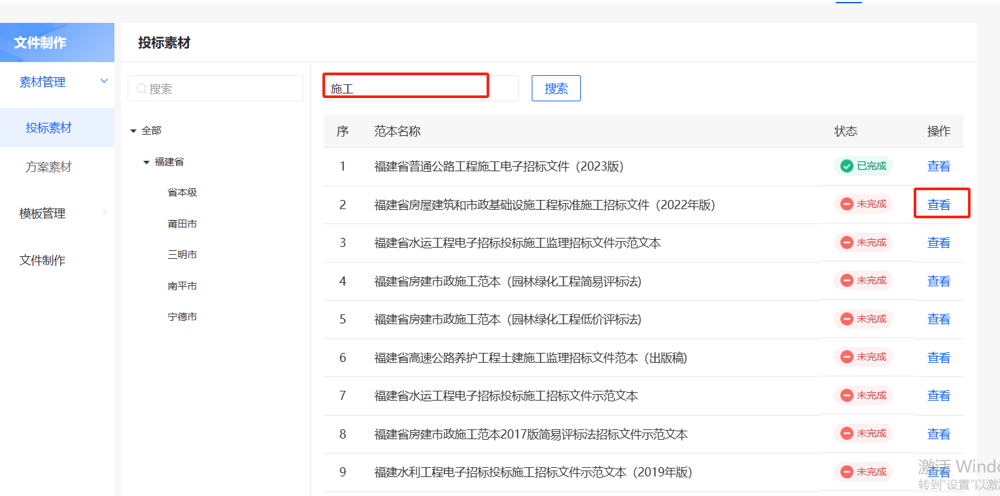 文件制作
素材管理
投标素材
方案素材
模板管理
文件制作
投标素材
搜索
全部
福建省
省本级
莆田市
三明市
南平市
宁德市
施工 搜索
序 范本名称 状态 操作
1 福建省普通公路工程施工电子招标文件（2023版） 已完成 查看
2 福建省房屋建筑和市政基础设施工程标准施工招标文件（2022年版） 未完成 查看
3 福建省水运工程电子招标投标施工监理招标文件示范文本 未完成 查看
4 福建省房建市政施工范本（园林绿化工程简易评标法) 未完成 查看
5 福建省房建市政施工范本（园林绿化工程低价评标法) 未完成 查看
6 福建省高速公路养护工程土建施工监理招标文件范本（出版稿) 未完成 查看
7 福建省水运工程电子招标投标施工招标文件示范文本 未完成 查看
8 福建省房建市政施工范本2017版简易评标法招标文件示范文本 未完成 查看
9 福建水利工程电子招标投标施工招标文件示范文本（2019年版） 未完成 查看
激活 Windo
转到"设置"以激